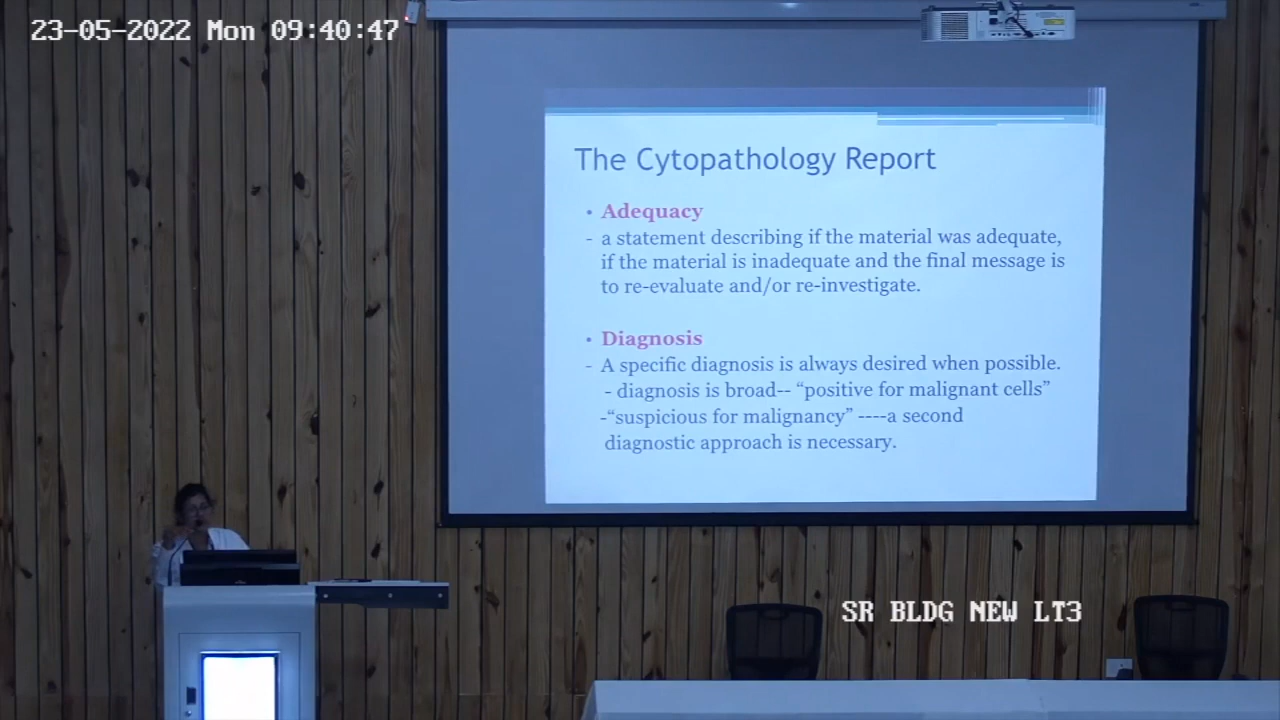 23-05-2022 Mon 09:40:47
The Cytopathology Report
• Adequacy
- a statement describing if the material was adequate,
if the material is inadequate and the final message is
to re-evaluate and/or re-investigate.
• Diagnosis
- A specific diagnosis is always desired when possible.
- diagnosis is broad-- “positive for malignant cells”
-“suspicious for malignancy” ----a second
diagnostic approach is necessary.
SR BLDG NEW LT3